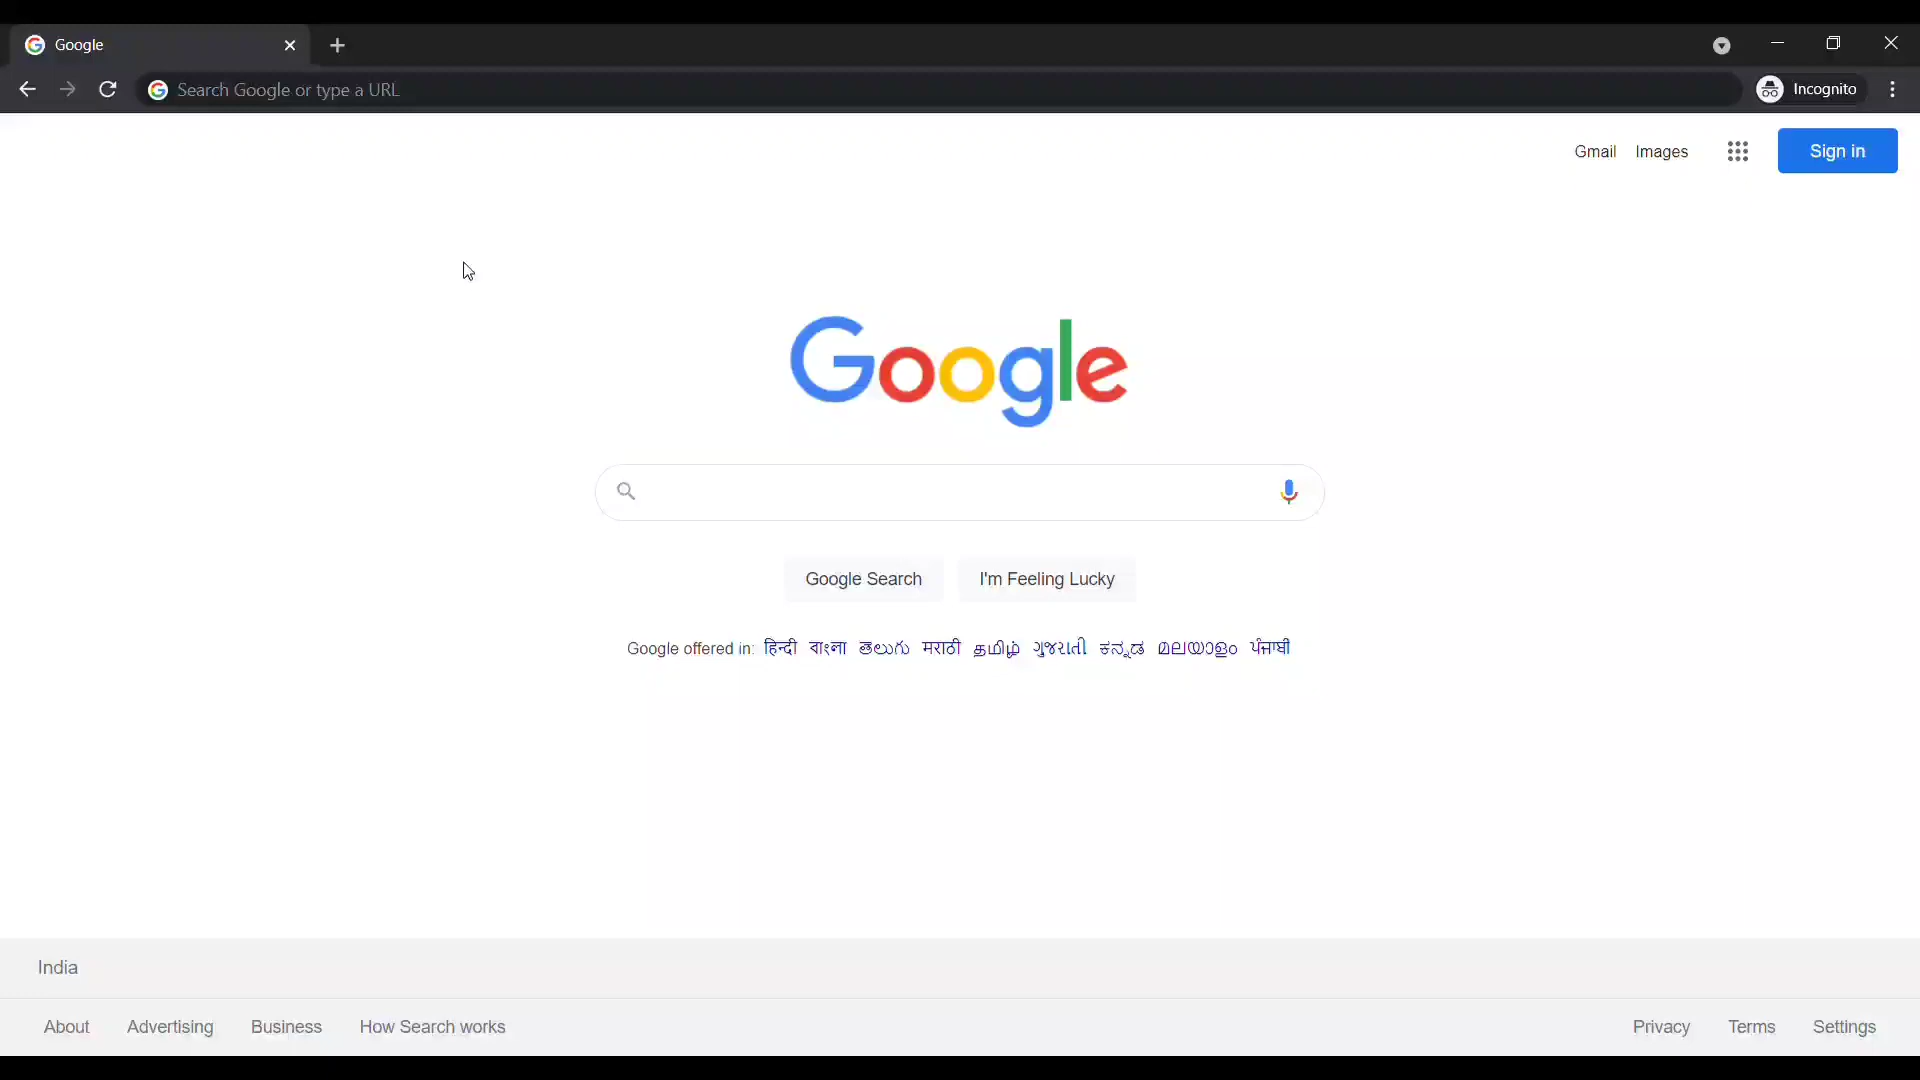 Google
Search Google or type a URL
Incognito
Gmail Images Sign in
Google
Google Search I'm Feeling Lucky
Google offered in: हिन्दी বাংলা తెలుగు मराठी தமிழ் ગુજરાતી ಕನ್ನಡ മലയാളം ਪੰਜਾਬੀ
India
About Advertising Business How Search works Privacy Terms Settings